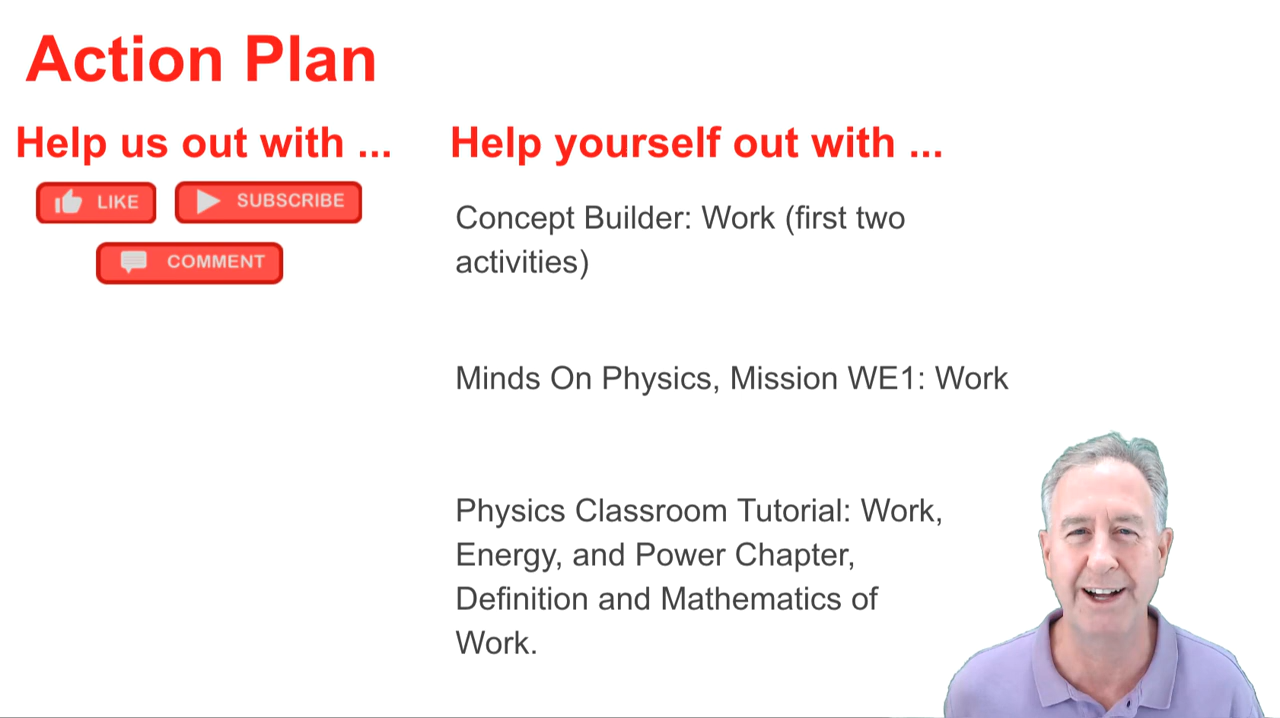 Action Plan
Help us out with ...
LIKE
SUBSCRIBE
COMMENT
Help yourself out with ...
Concept Builder: Work (first two
activities)
Minds On Physics, Mission WE1: Work
Physics Classroom Tutorial: Work,
Energy, and Power Chapter,
Definition and Mathematics of
Work.